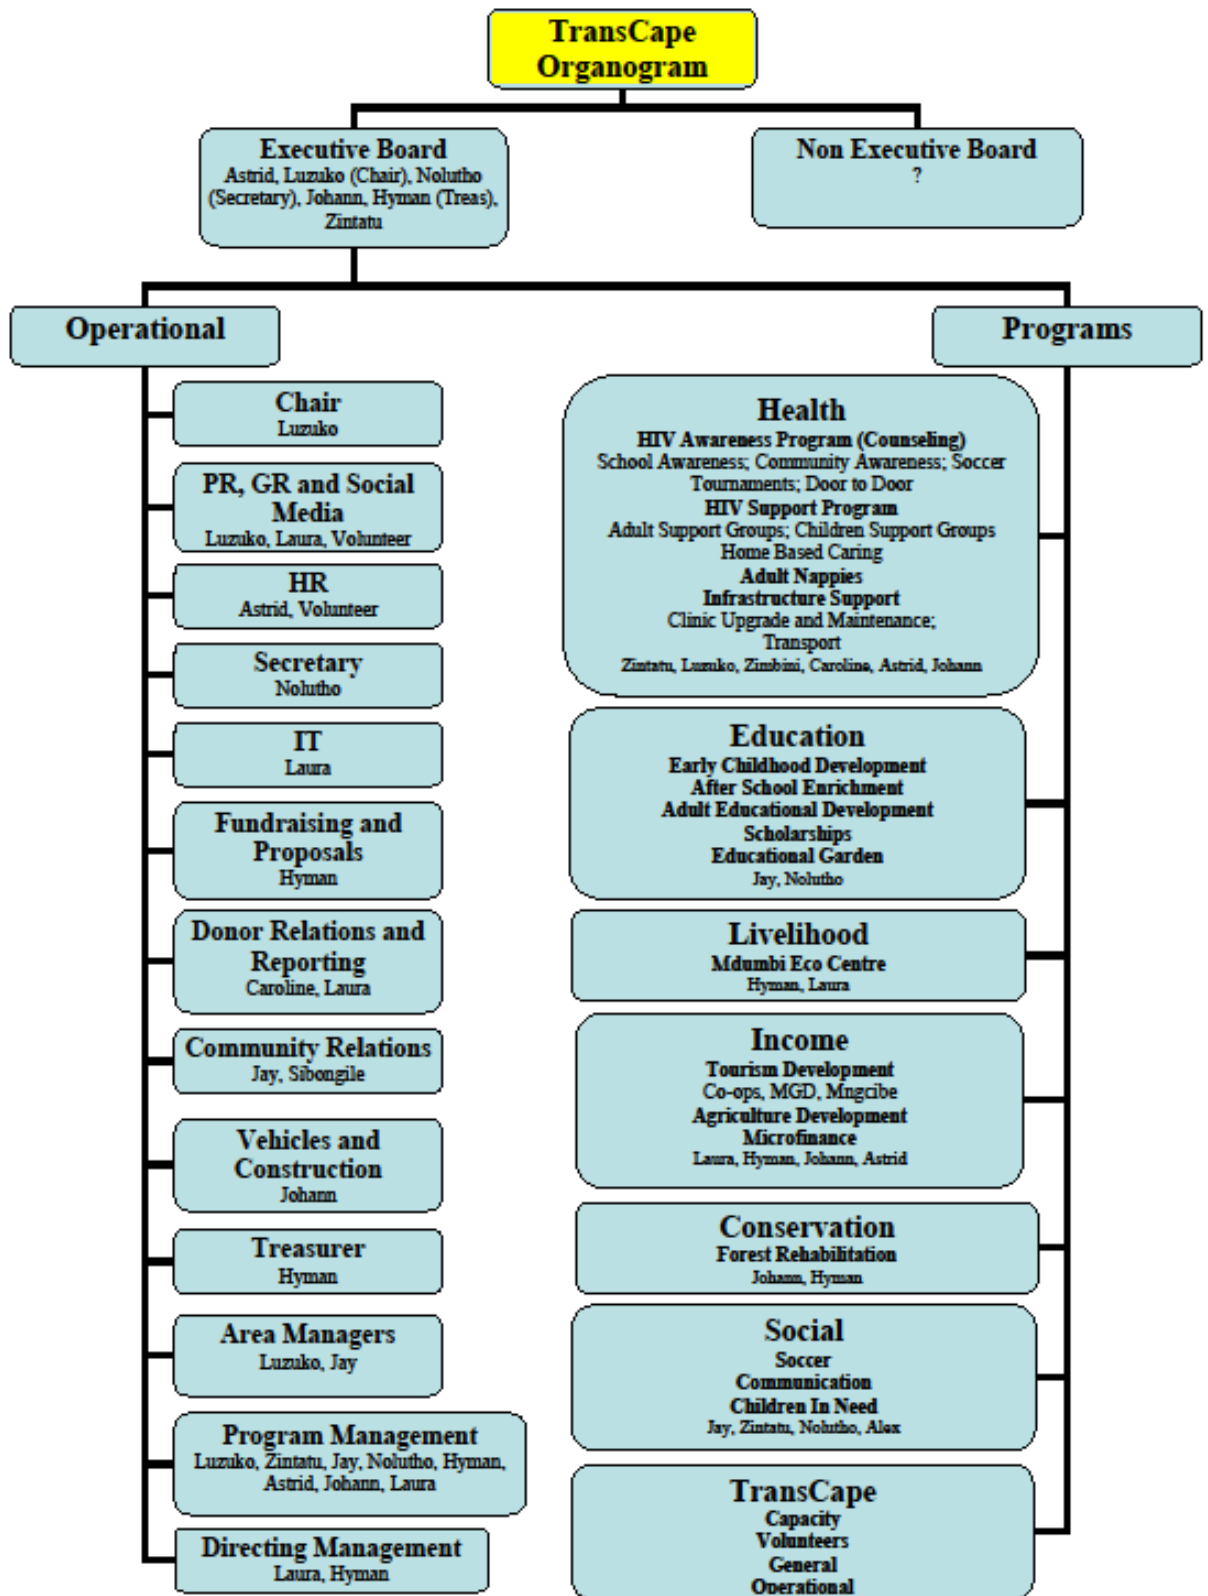 TransCape
Organogram
Executive Board
Astrid, Luzuko (Chair), Nolutho
(Secretary), Johann, Hyman (Treas),
Zintatu
Non Executive Board
?
Operational
Programs
Chair
Luzuko
PR, GR and Social
Media
Luzuko, Laura, Volunteer
HR
Astrid, Volunteer
Secretary
Nolutho
IT
Laura
Fundraising and
Proposals
Hyman
Donor Relations and
Reporting
Caroline, Laura
Community Relations
Jay, Sibongile
Vehicles and
Construction
Johann
Treasurer
Hyman
Area Managers
Luzuko, Jay
Program Management
Luzuko, Zintatu, Jay, Nolutho, Hyman,
Astrid, Johann, Laura
Directing Management
Laura, Hyman
Health
HIV Awareness Program (Counseling)
School Awareness; Community Awareness; Soccer
Tournaments; Door to Door
HIV Support Program
Adult Support Groups; Children Support Groups
Home Based Caring
Adult Nappies
Infrastructure Support
Clinic Upgrade and Maintenance;
Transport
Zintatu, Luzuko, Zimbini, Caroline, Astrid, Johann
Education
Early Childhood Development
After School Enrichment
Adult Educational Development
Scholarships
Educational Garden
Jay, Nolutho
Livelihood
Mdumbi Eco Centre
Hyman, Laura
Income
Tourism Development
Co-ops, MGD, Mngcibe
Agriculture Development
Microfinance
Laura, Hyman, Johann, Astrid
Conservation
Forest Rehabilitation
Johann, Hyman
Social
Soccer
Communication
Children In Need
Jay, Zintatu, Nolutho, Alex
TransCape
Capacity
Volunteers
General
Operational